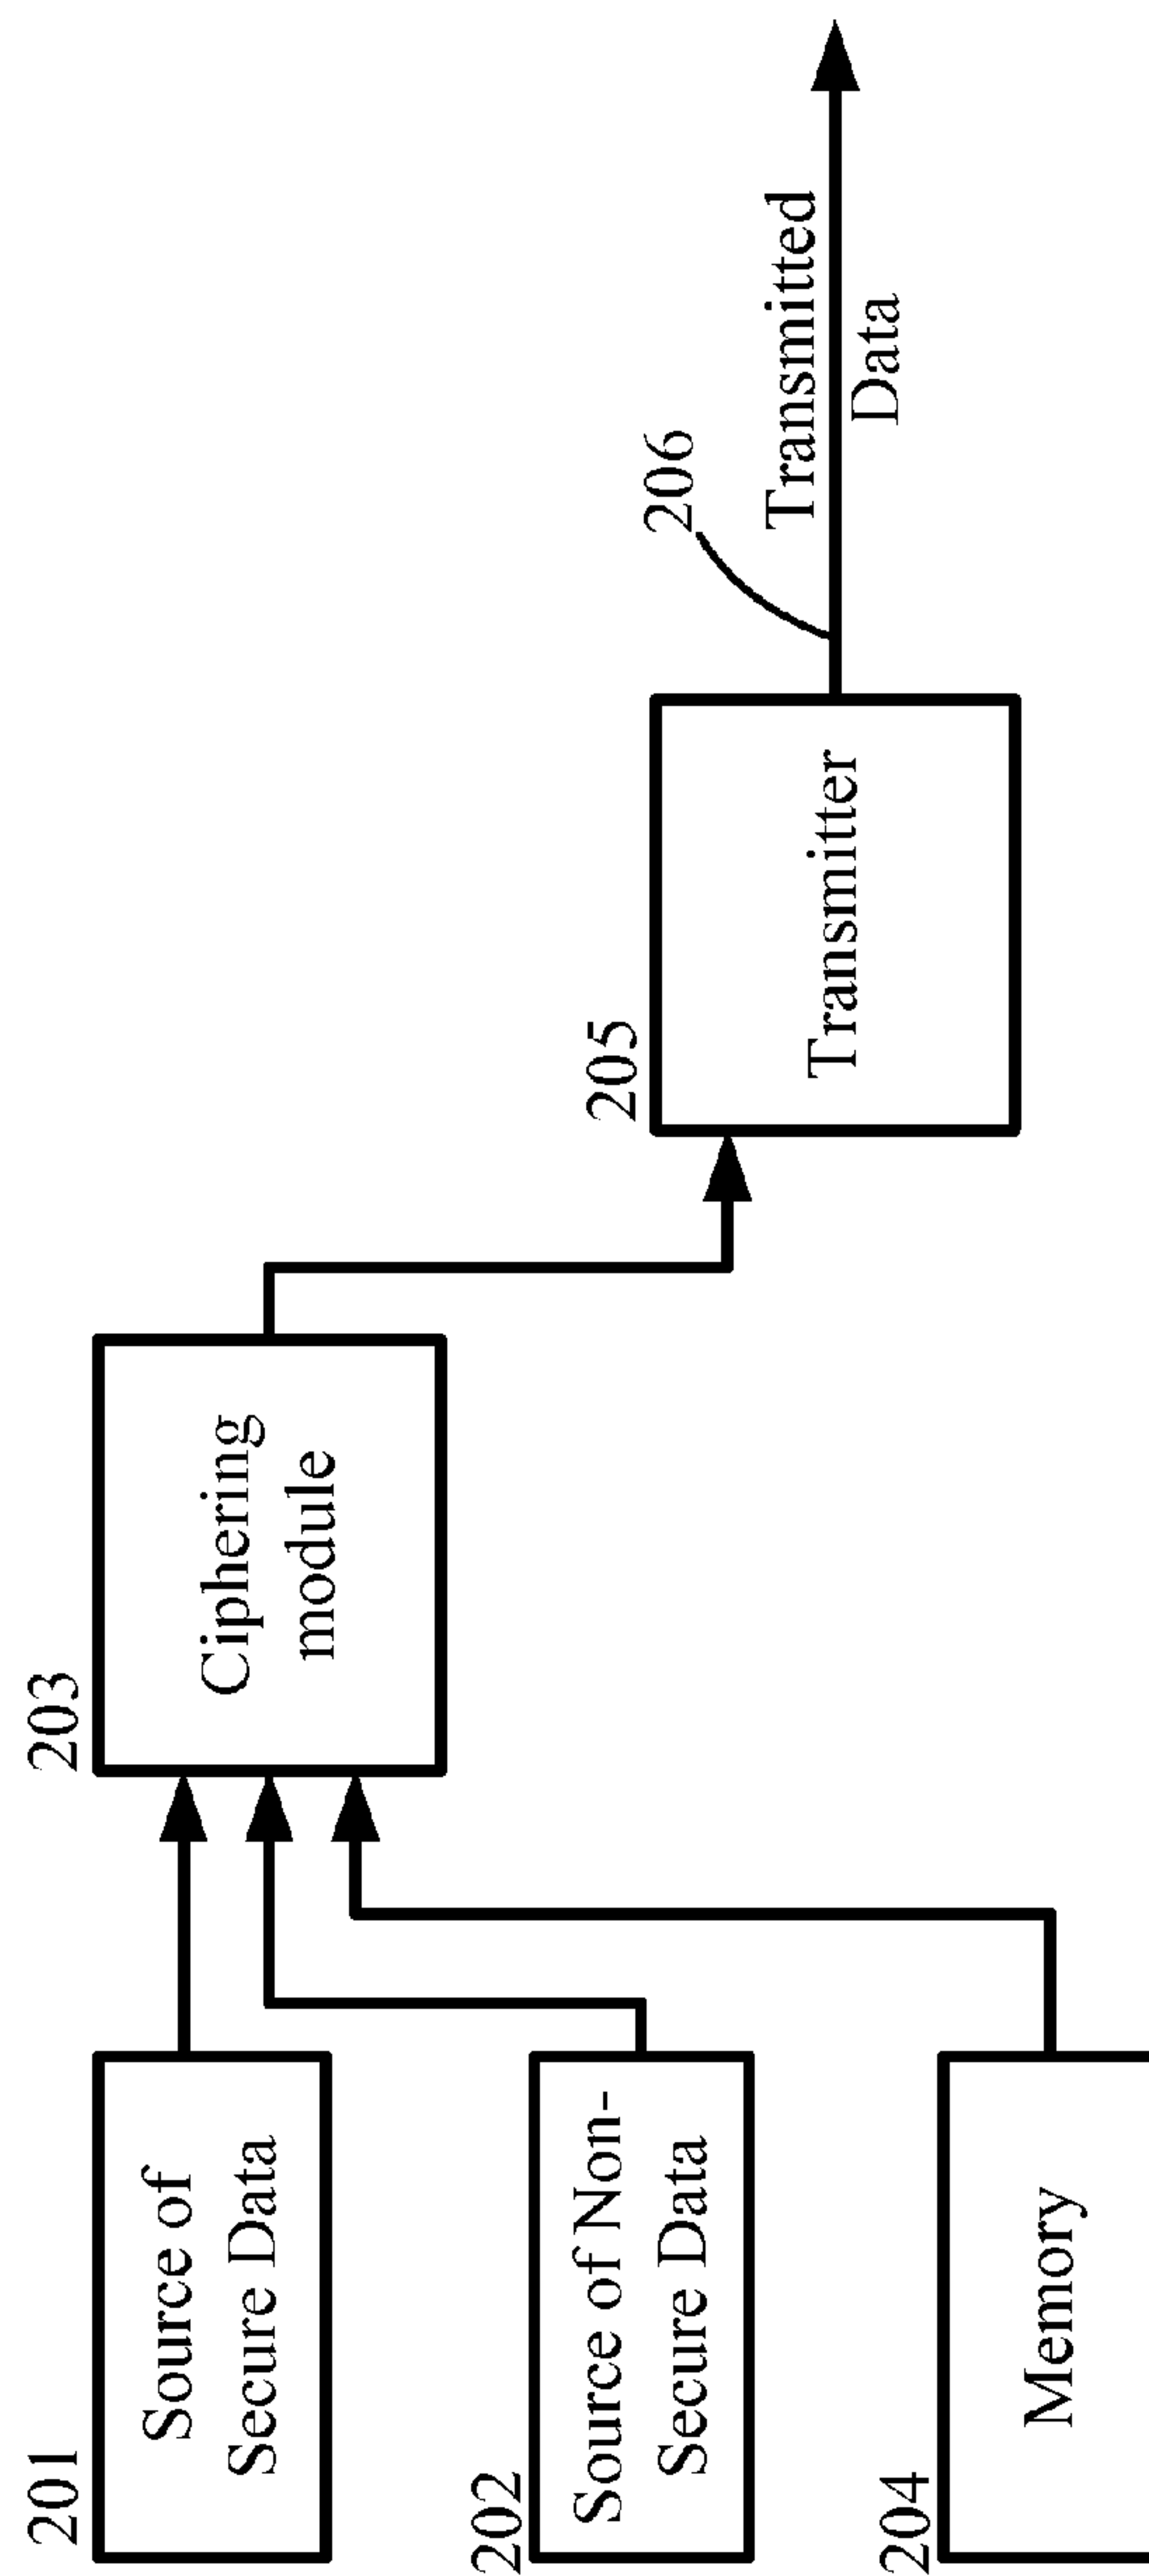 201
Source of
Secure Data
202
Source of Non-
Secure Data
204
Memory
203
Ciphering
module
205
Transmitter
206
Transmitted
Data